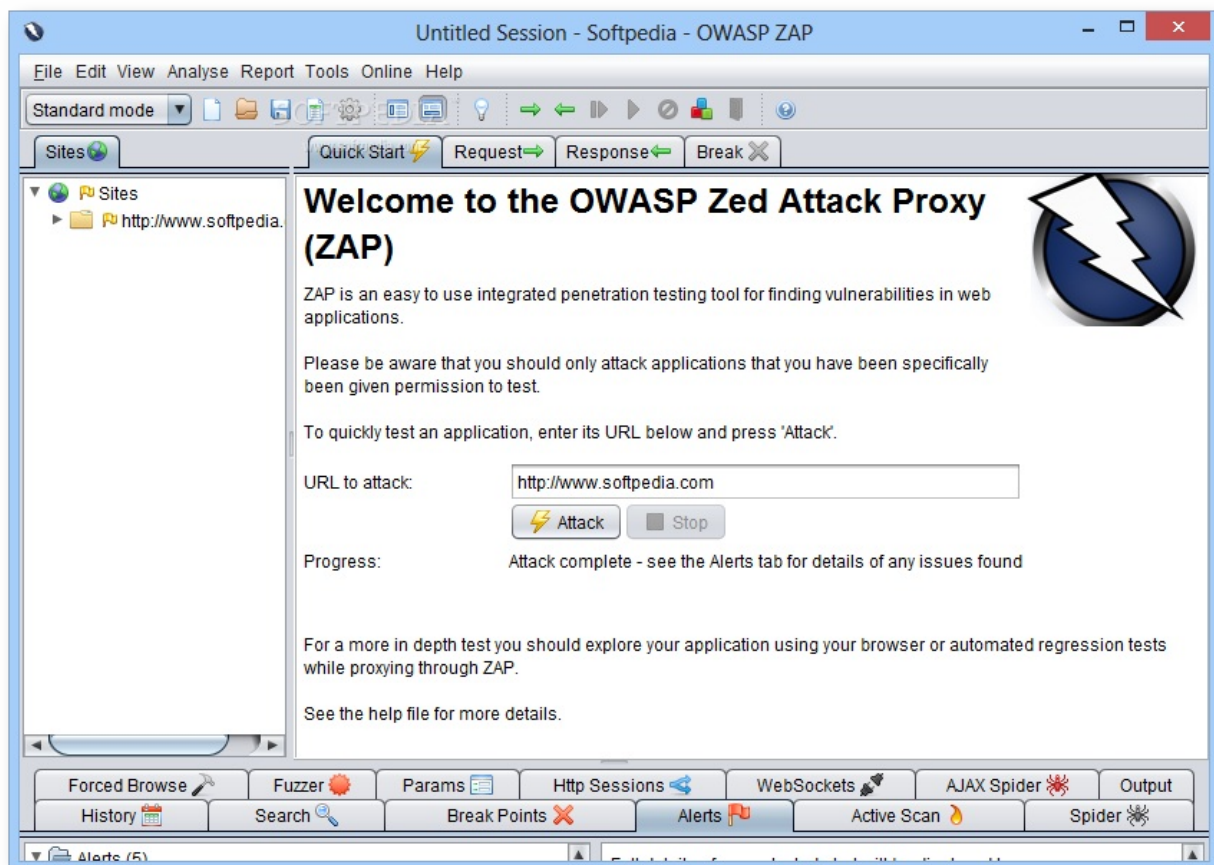 Untitled Session - Softpedia - OWASP ZAP
File Edit View Analyse Report Tools Online Help
Standard mode
SOFTPEDIA
Sites
Quick Start Request Response Break
Sites
http://www.softpedia.
Welcome to the OWASP Zed Attack Proxy
(ZAP)
ZAP is an easy to use integrated penetration testing tool for finding vulnerabilities in web
applications.
Please be aware that you should only attack applications that you have been specifically
been given permission to test.
To quickly test an application, enter its URL below and press 'Attack'.
URL to attack: http://www.softpedia.com
Attack Stop
Progress: Attack complete - see the Alerts tab for details of any issues found
For a more in depth test you should explore your application using your browser or automated regression tests
while proxying through ZAP.
See the help file for more details.
Forced Browse Fuzzer Params Http Sessions WebSockets AJAX Spider Output
History Search Break Points Alerts Active Scan Spider
Alerts (5)